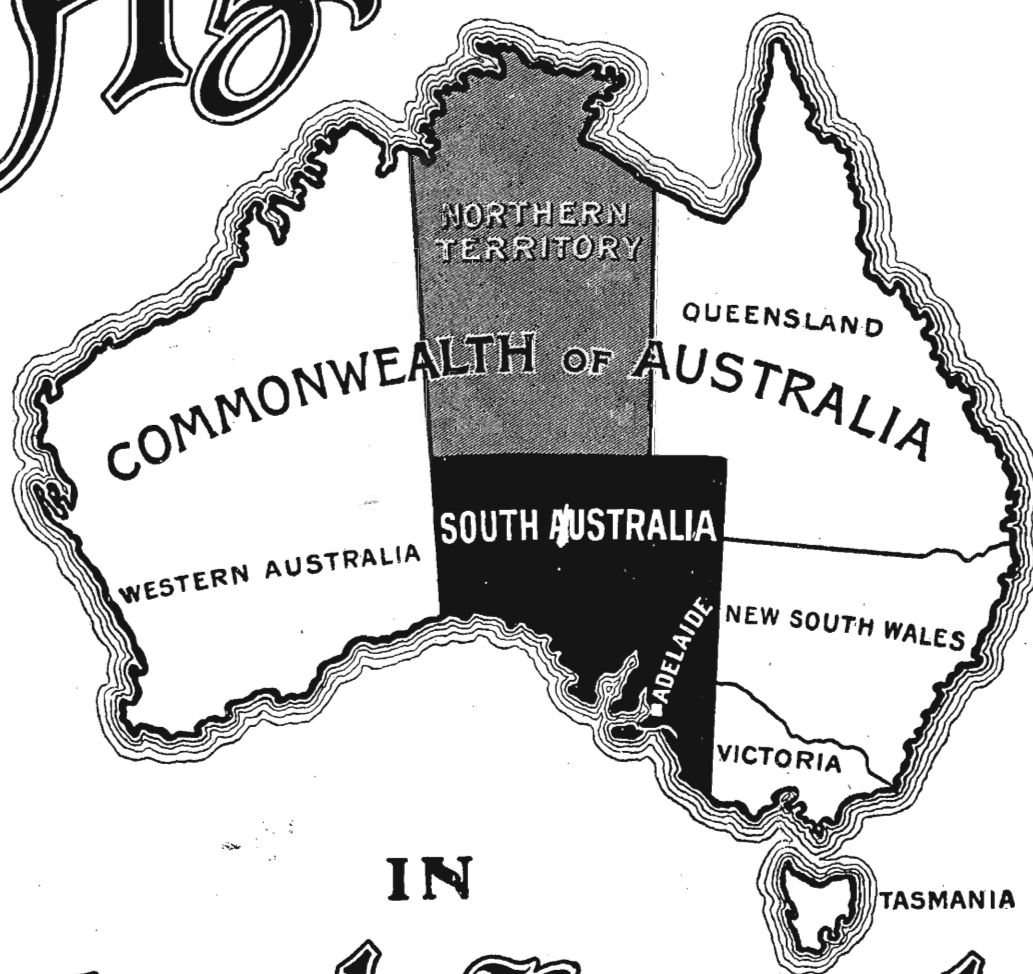 NORTHERN
TERRITORY
QUEENSLAND
COMMONWEALTH OF AUSTRALIA
SOUTH AUSTRALIA
WESTERN AUSTRALIA
ADELAIDE
NEW SOUTH WALES
VICTORIA
IN
TASMANIA